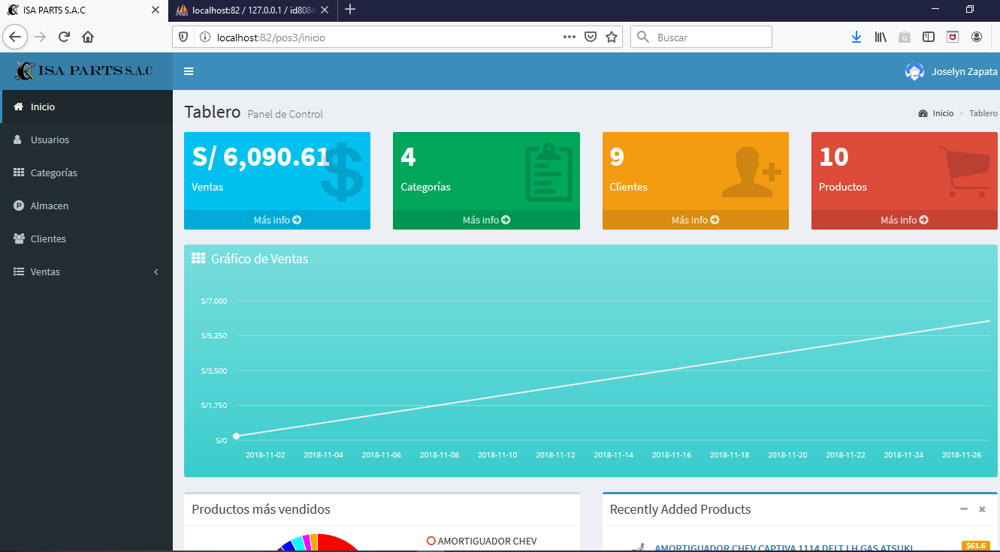 ISA PARTS S.A.C
localhost:82 / 127.0.0.1 / id8084
localhost:82/pos3/inicio
Buscar
ISA PARTS S.A.C
Joselyn Zapata
Inicio
Usuarios
Categorías
Almacen
Clientes
Ventas
Tablero Panel de Control
Inicio > Tablero
S/ 6,090.61
Ventas
Más info
4
Categorías
Más info
9
Clientes
Más info
10
Productos
Más info
Gráfico de Ventas
S/7,000
S/5,250
S/3,500
S/1,750
S/0
2018-11-02 2018-11-04 2018-11-06 2018-11-08 2018-11-10 2018-11-12 2018-11-14 2018-11-16 2018-11-18 2018-11-20 2018-11-22 2018-11-24 2018-11-26
Productos más vendidos
AMORTIGUADOR CHEV
Recently Added Products
AMORTIGUADOR CHEV CAPTIVA 1114 DELT LH GAS ATSUKI
$61.6